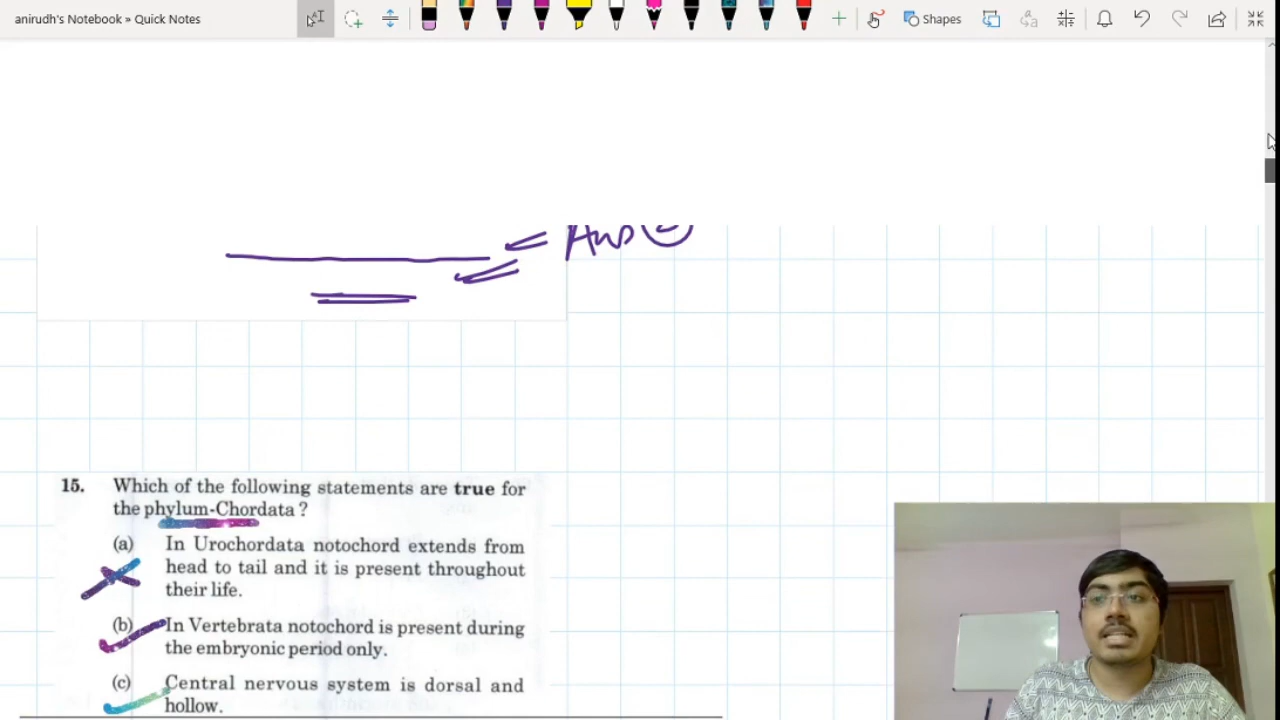 anirudh's Notebook » Quick Notes
Shapes
Ans 2
15. Which of the following statements are true for
the phylum-Chordata ?
(a) In Urochordata notochord extends from
head to tail and it is present throughout
their life.
(b) In Vertebrata notochord is present during
the embryonic period only.
(c) Central nervous system is dorsal and
hollow.